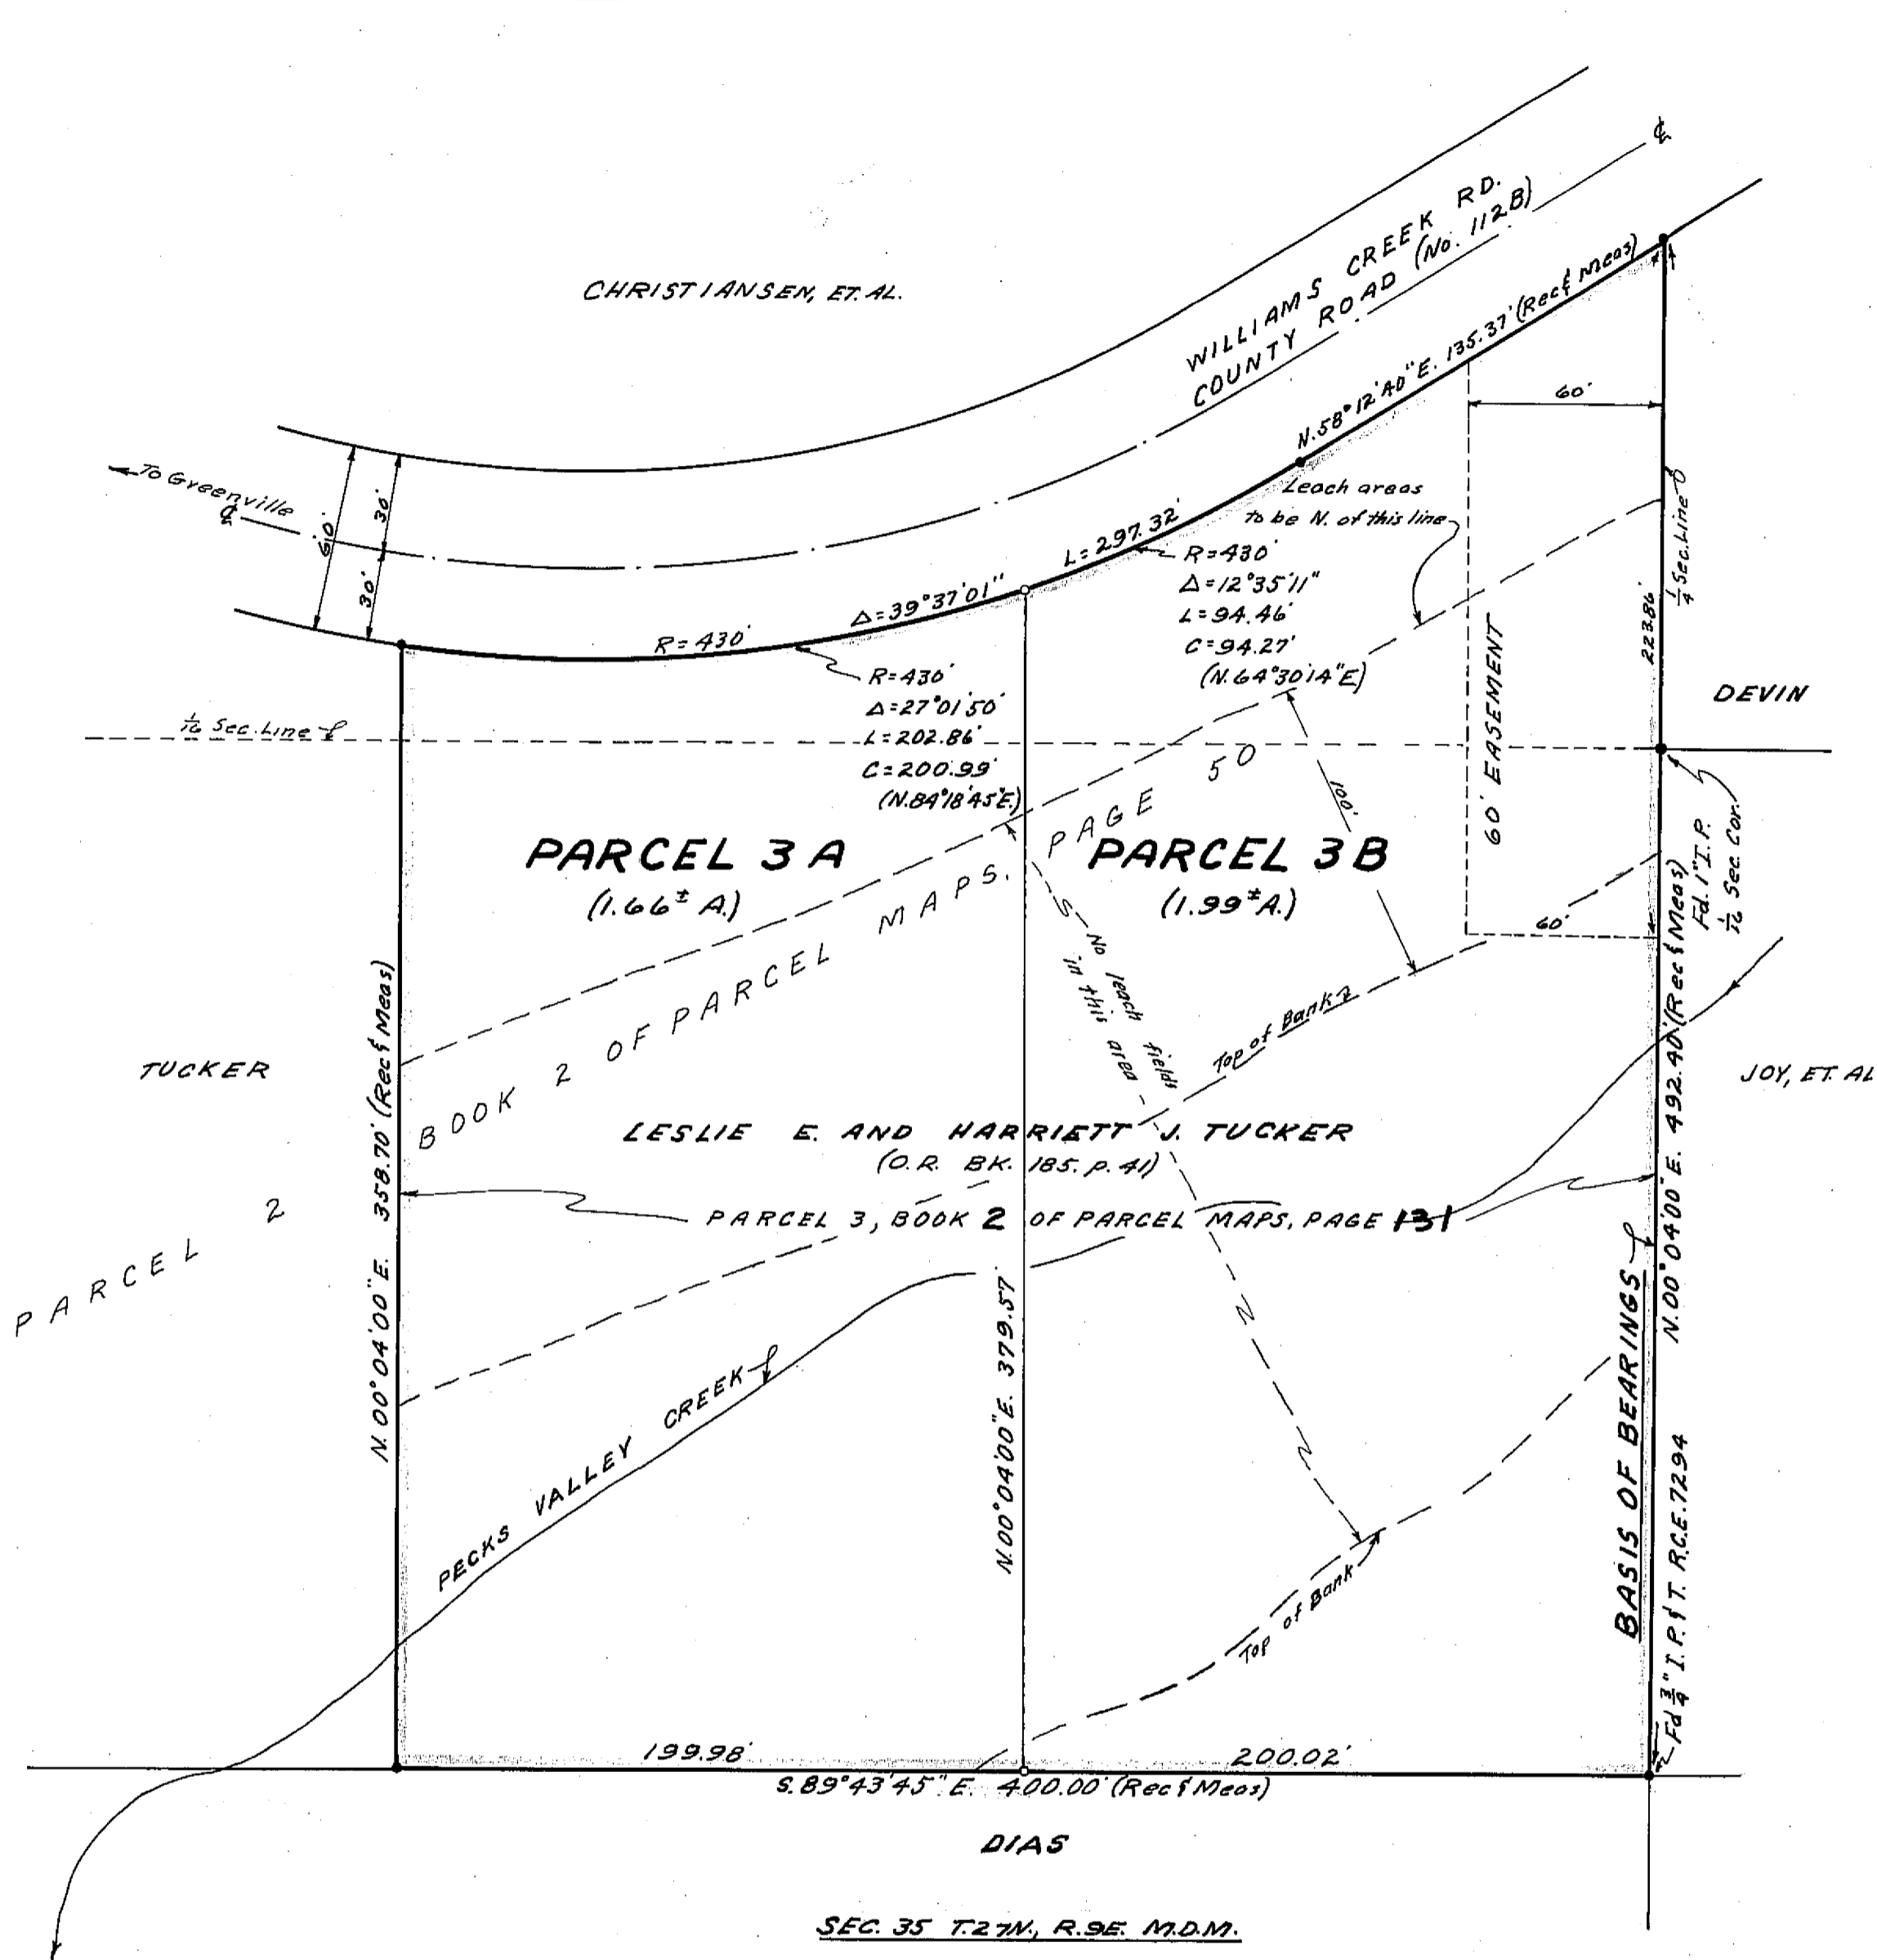 CHRISTIANSEN, ET. AL.
WILLIAMS CREEK RD.
COUNTY ROAD (No. 112B)
℄
To Greenville
℄
60'
30'
30'
N.58°12'40"E. 135.37' (Rec & Meas)
60'
Leach areas
to be N. of this line
L=297.32'
Δ=39°37'01"
R=430'
R=430'
Δ=12°35'11"
L=94.46'
C=94.27'
(N.64°30'14"E)
R=430'
Δ=27°01'50"
L=202.86'
C=200.99'
(N.84°18'45"E.)
1/16 Sec. Line
1/4 Sec. Line
223.86'
60' EASEMENT
60'
DEVIN
Fd. 1" I.P.
1/16 Sec. Cor.
100'
PARCEL 3A
(1.66± A.)
PARCEL 3B
(1.99± A.)
BOOK 2 OF PARCEL MAPS, PAGE 50
No leach fields
in this area
Top of Bank
TUCKER
JOY, ET. AL
LESLIE E. AND HARRIETT J. TUCKER
(O.R. BK. 185. P. 41)
PARCEL 3, BOOK 2 OF PARCEL MAPS, PAGE 131
PARCEL 2
N.00°04'00"E. 358.70' (Rec & Meas)
N.00°04'00"E. 379.57'
N.00°04'00"E. 492.40' (Rec & Meas)
BASIS OF BEARINGS
PECKS VALLEY CREEK
Top of Bank
Fd 3/4" I.P. & T. R.C.E. 7294
199.98'
200.02'
S.89°43'45"E. 400.00' (Rec & Meas)
DIAS
SEC. 35 T.27N., R.9E. M.D.M.